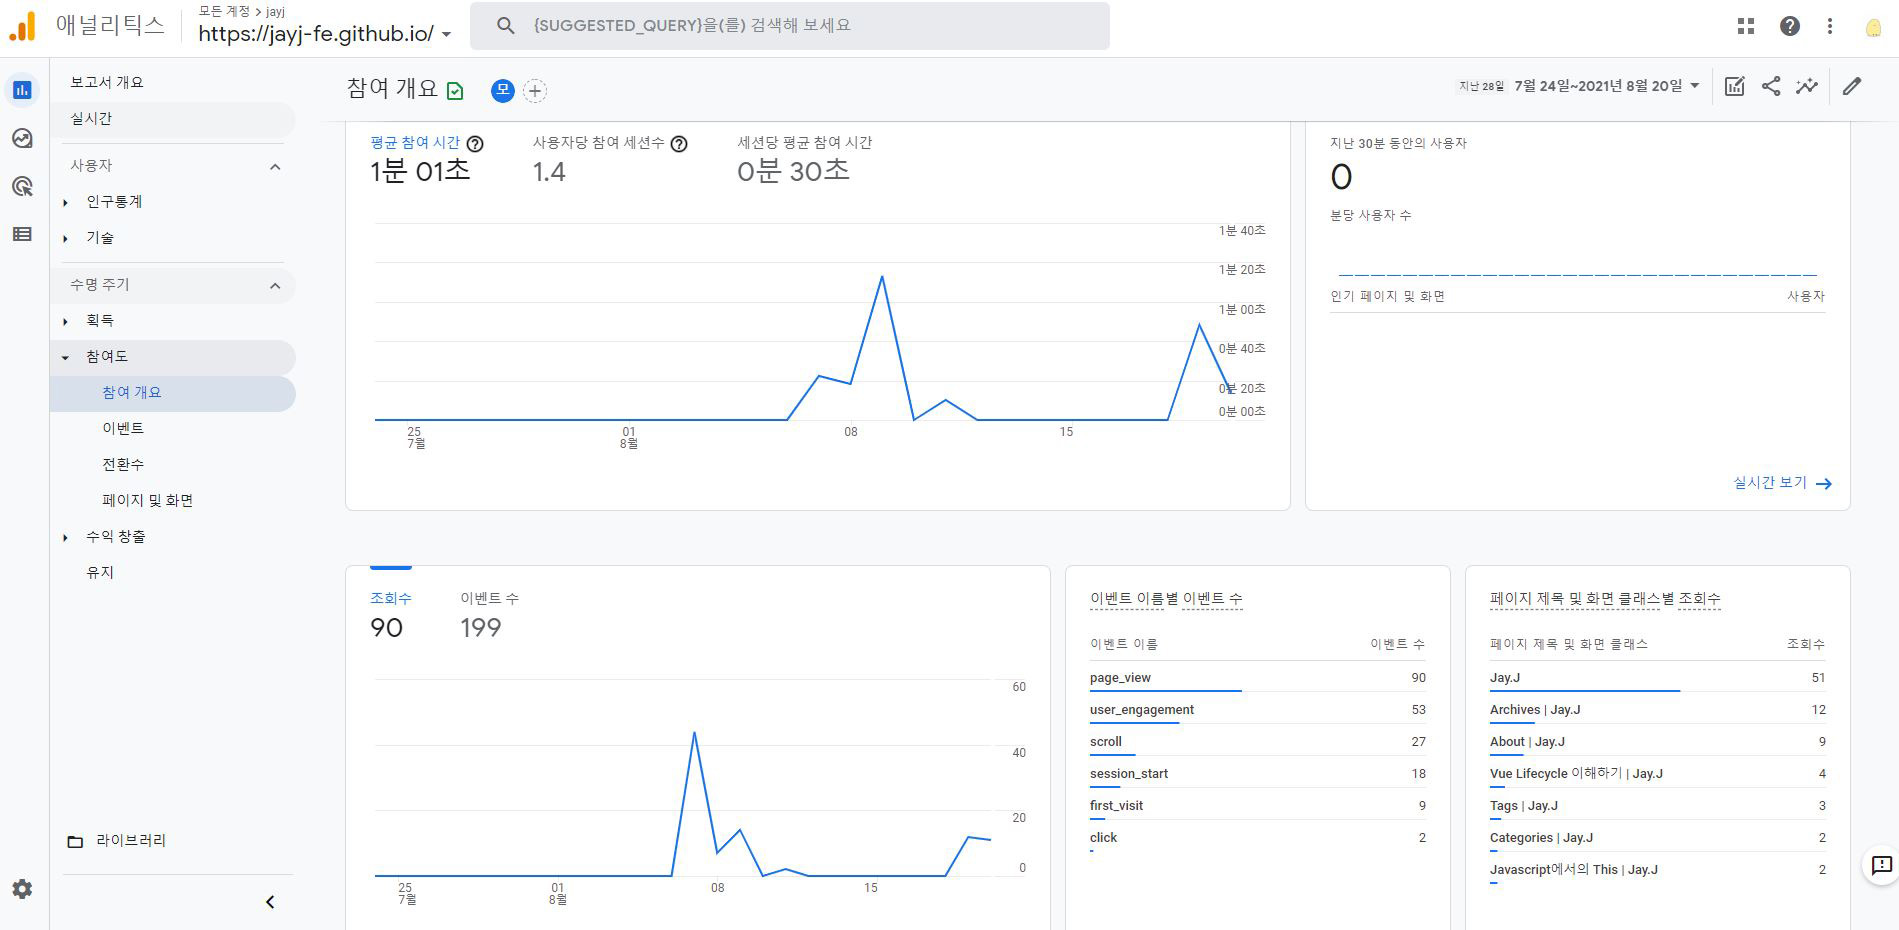 애널리틱스
모든 계정 > jayj
https://jayj-fe.github.io/
{SUGGESTED_QUERY}을(를) 검색해 보세요
보고서 개요
실시간
사용자
인구통계
기술
수명 주기
획득
참여도
참여 개요
이벤트
전환수
페이지 및 화면
수익 창출
유지
라이브러리
참여 개요
모
지난 28일 7월 24일~2021년 8월 20일
평균 참여 시간
1분 01초
사용자당 참여 세션수
1.4
세션당 평균 참여 시간
0분 30초
1분 40초
1분 20초
1분 00초
0분 40초
0분 20초
0분 00초
25
7월
01
8월
08
15
지난 30분 동안의 사용자
0
분당 사용자 수
인기 페이지 및 화면 사용자
실시간 보기
조회수
90
이벤트 수
199
60
40
20
0
25
7월
01
8월
08
15
이벤트 이름별 이벤트 수
이벤트 이름 이벤트 수
page_view 90
user_engagement 53
scroll 27
session_start 18
first_visit 9
click 2
페이지 제목 및 화면 클래스별 조회수
페이지 제목 및 화면 클래스 조회수
Jay.J 51
Archives | Jay.J 12
About | Jay.J 9
Vue Lifecycle 이해하기 | Jay.J 4
Tags | Jay.J 3
Categories | Jay.J 2
Javascript에서의 This | Jay.J 2